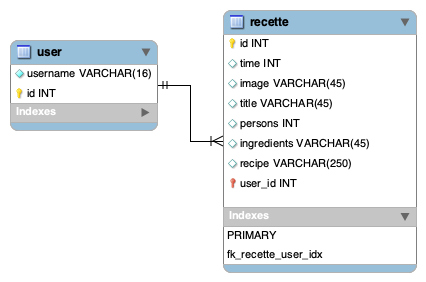 user
username VARCHAR(16)
id INT
Indexes
recette
id INT
time INT
image VARCHAR(45)
title VARCHAR(45)
persons INT
ingredients VARCHAR(45)
recipe VARCHAR(250)
user_id INT
Indexes
PRIMARY
fk_recette_user_idx